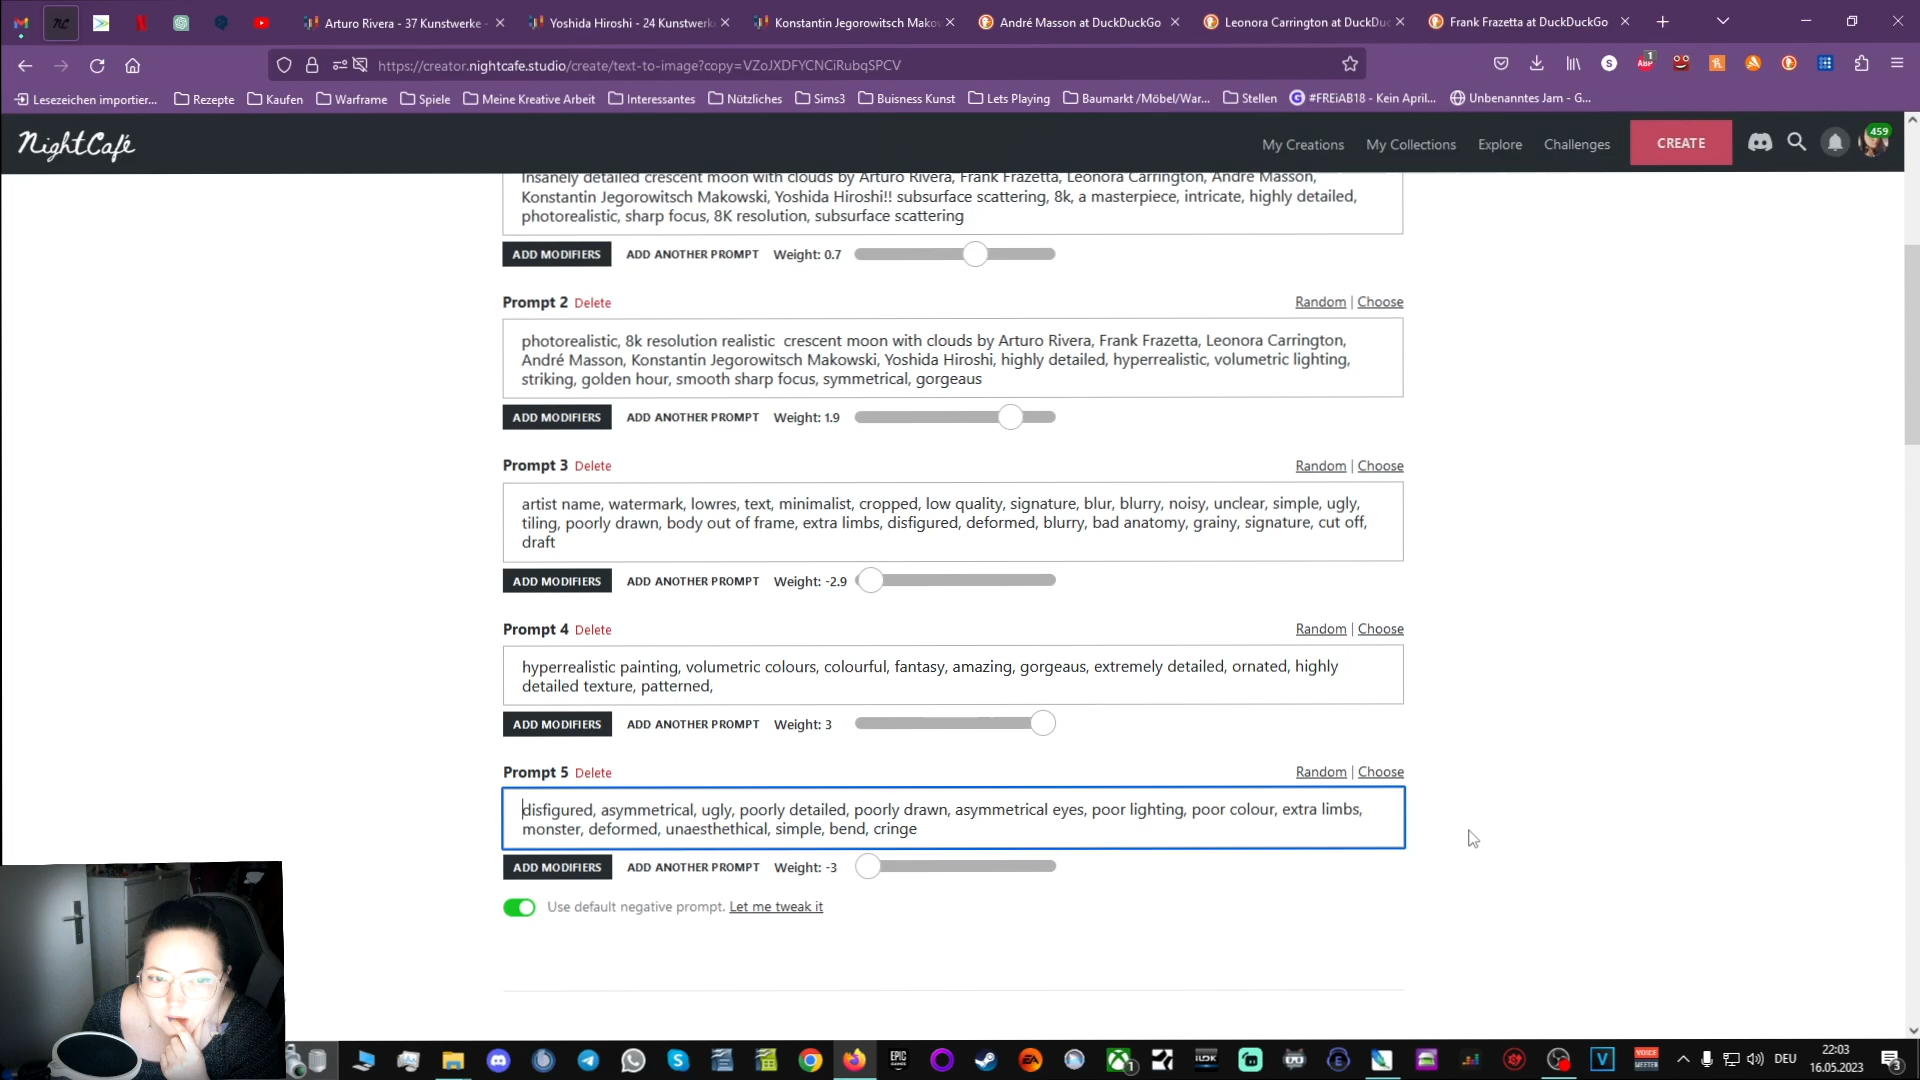 Arturo Rivera - 37 Kunstwerke -
Yoshida Hiroshi - 24 Kunstwerk
Konstantin Jegorowitsch Makov
André Masson at DuckDuckGo
Leonora Carrington at DuckDuc
Frank Frazetta at DuckDuckGo
https://creator.nightcafe.studio/create/text-to-image?copy=VZoJXDFYCNCiRubqSPCV
Lesezeichen importier...
Rezepte
Kaufen
Warframe
Spiele
Meine Kreative Arbeit
Interessantes
Nützliches
Sims3
Buisness Kunst
Lets Playing
Baumarkt /Möbel/War...
Stellen
#FREiAB18 - Kein April...
Unbenanntes Jam - G...
NightCafé
My Creations
My Collections
Explore
Challenges
CREATE
459
Insanely detailed crescent moon with clouds by Arturo Rivera, Frank Frazetta, Leonora Carrington, André Masson,
Konstantin Jegorowitsch Makowski, Yoshida Hiroshi!! subsurface scattering, 8k, a masterpiece, intricate, highly detailed,
photorealistic, sharp focus, 8K resolution, subsurface scattering
ADD MODIFIERS ADD ANOTHER PROMPT Weight: 0.7
Prompt 2 Delete Random | Choose
photorealistic, 8k resolution realistic  crescent moon with clouds by Arturo Rivera, Frank Frazetta, Leonora Carrington,
André Masson, Konstantin Jegorowitsch Makowski, Yoshida Hiroshi, highly detailed, hyperrealistic, volumetric lighting,
striking, golden hour, smooth sharp focus, symmetrical, gorgeaus
ADD MODIFIERS ADD ANOTHER PROMPT Weight: 1.9
Prompt 3 Delete Random | Choose
artist name, watermark, lowres, text, minimalist, cropped, low quality, signature, blur, blurry, noisy, unclear, simple, ugly,
tiling, poorly drawn, body out of frame, extra limbs, disfigured, deformed, blurry, bad anatomy, grainy, signature, cut off,
draft
ADD MODIFIERS ADD ANOTHER PROMPT Weight: -2.9
Prompt 4 Delete Random | Choose
hyperrealistic painting, volumetric colours, colourful, fantasy, amazing, gorgeaus, extremely detailed, ornated, highly
detailed texture, patterned,
ADD MODIFIERS ADD ANOTHER PROMPT Weight: 3
Prompt 5 Delete Random | Choose
disfigured, asymmetrical, ugly, poorly detailed, poorly drawn, asymmetrical eyes, poor lighting, poor colour, extra limbs,
monster, deformed, unaesthethical, simple, bend, cringe
ADD MODIFIERS ADD ANOTHER PROMPT Weight: -3
Use default negative prompt. Let me tweak it
DEU
22:03
16.05.2023